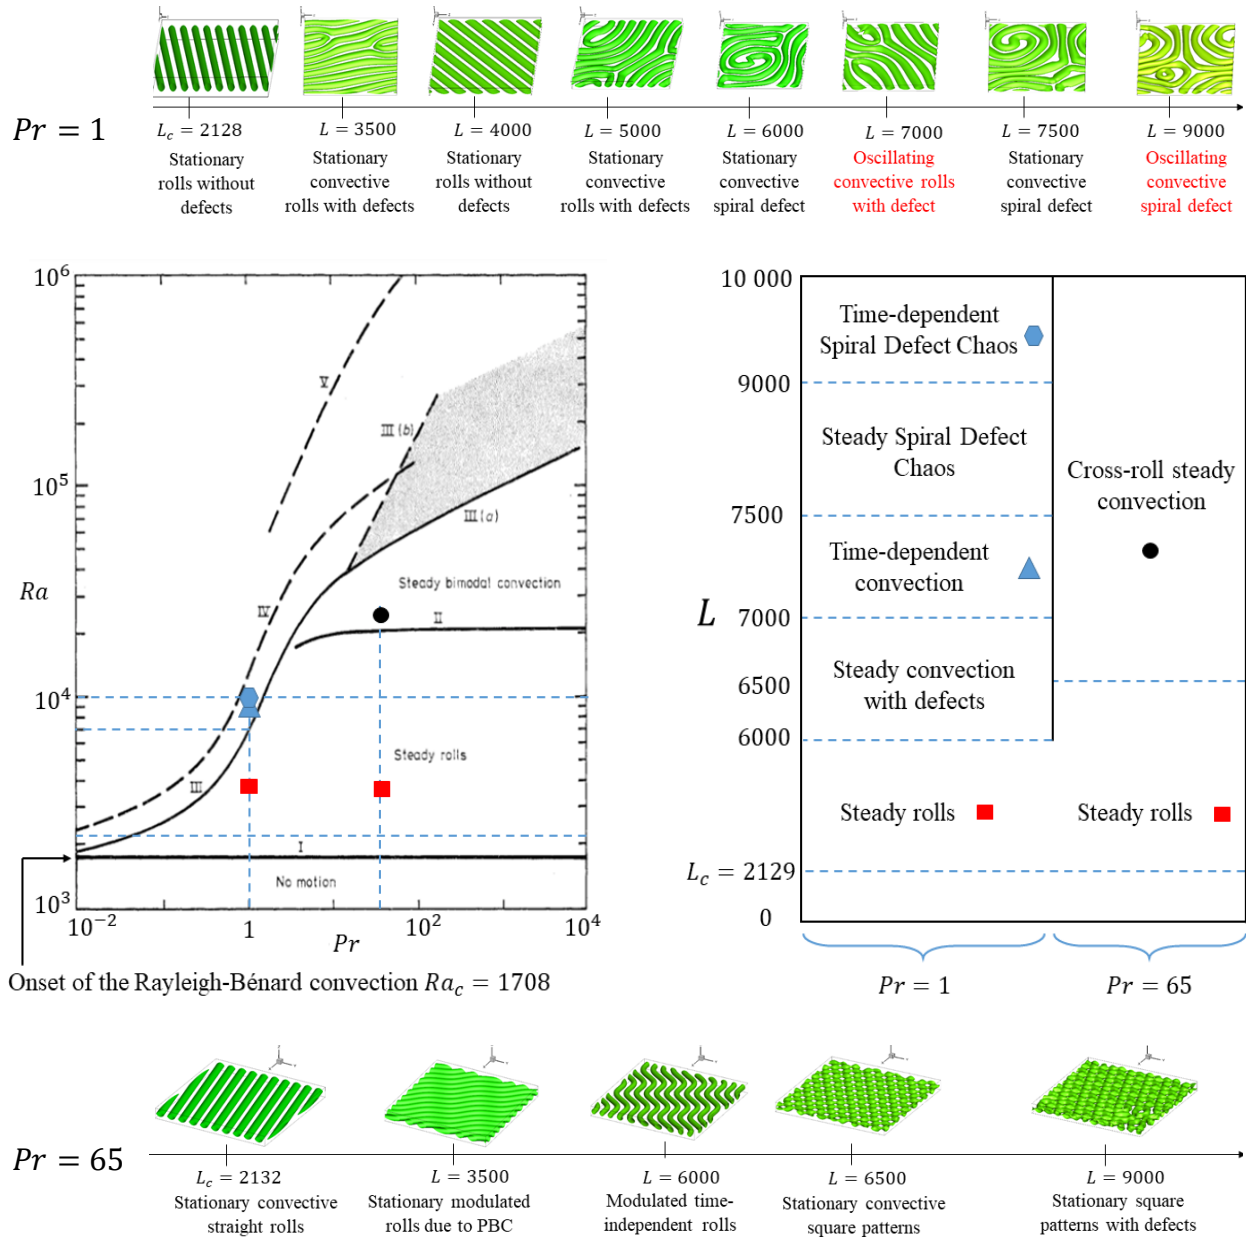 Pr = 1
L_c = 2128
Stationary
rolls without
defects
L = 3500
Stationary
convective
rolls with defects
L = 4000
Stationary
rolls without
defects
L = 5000
Stationary
convective
rolls with defects
L = 6000
Stationary
convective
spiral defect
L = 7000
Oscillating
convective rolls
with defect
L = 7500
Stationary
convective
spiral defect
L = 9000
Oscillating
convective
spiral defect
10^6
10^5
Ra
10^4
10^3
V
III (b)
III (a)
Steady bimodal convection
IV
II
Steady rolls
III
I
No motion
10^−2
1
Pr
10^2
10^4
Onset of the Rayleigh-Bénard convection Ra_c = 1708
10 000
9000
7500
L
7000
6500
6000
L_c = 2129
0
Time-dependent
Spiral Defect Chaos
Steady Spiral Defect
Chaos
Time-dependent
convection
Steady convection
with defects
Steady rolls
Cross-roll steady
convection
Steady rolls
Pr = 1
Pr = 65
Pr = 65
L_c = 2132
Stationary convective
straight rolls
L = 3500
Stationary modulated
rolls due to PBC
L = 6000
Modulated time-
independent rolls
L = 6500
Stationary convective
square patterns
L = 9000
Stationary square
patterns with defects